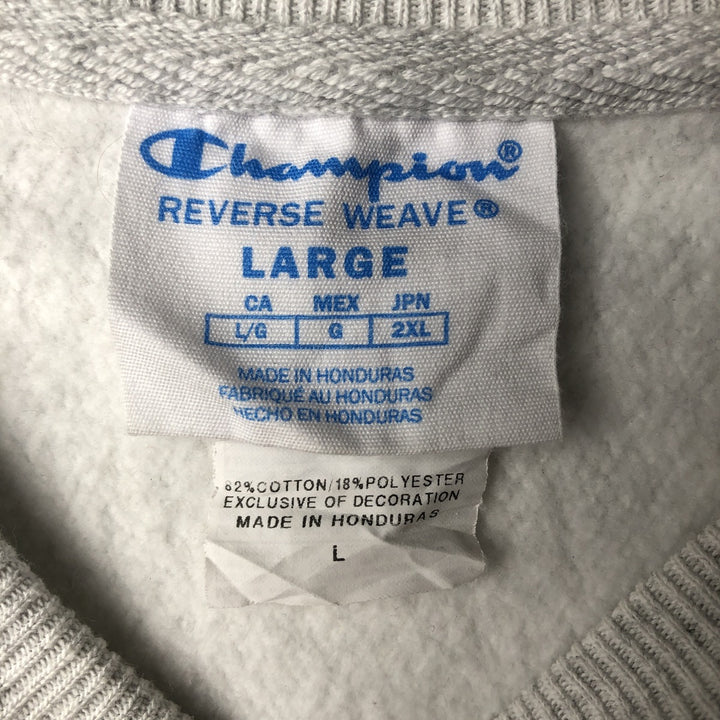 Champion®
REVERSE WEAVE®
LARGE
CA MEX JPN
L/G G 2XL
MADE IN HONDURAS
FABRIQUÉ AU HONDURAS
HECHO EN HONDURAS
82%COTTON/18%POLYESTER
EXCLUSIVE OF DECORATION
MADE IN HONDURAS
L